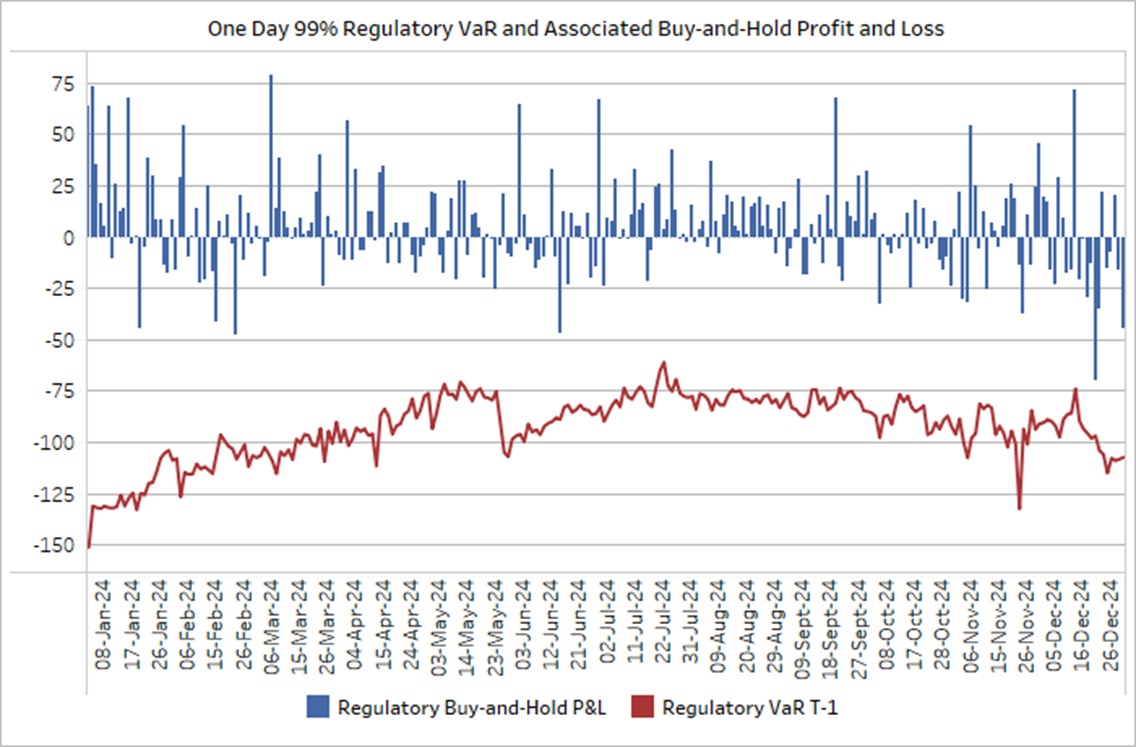 One Day 99% Regulatory VaR and Associated Buy-and-Hold Profit and Loss
75
50
25
0
-25
-50
-75
-100
-125
-150
08-Jan-24
17-Jan-24
26-Jan-24
06-Feb-24
15-Feb-24
26-Feb-24
06-Mar-24
15-Mar-24
26-Mar-24
04-Apr-24
15-Apr-24
24-Apr-24
03-May-24
14-May-24
23-May-24
03-Jun-24
12-Jun-24
21-Jun-24
02-Jul-24
11-Jul-24
22-Jul-24
31-Jul-24
09-Aug-24
20-Aug-24
29-Aug-24
09-Sept-24
18-Sept-24
27-Sept-24
08-Oct-24
17-Oct-24
28-Oct-24
06-Nov-24
15-Nov-24
26-Nov-24
05-Dec-24
16-Dec-24
26-Dec-24
Regulatory Buy-and-Hold P&L
Regulatory VaR T-1